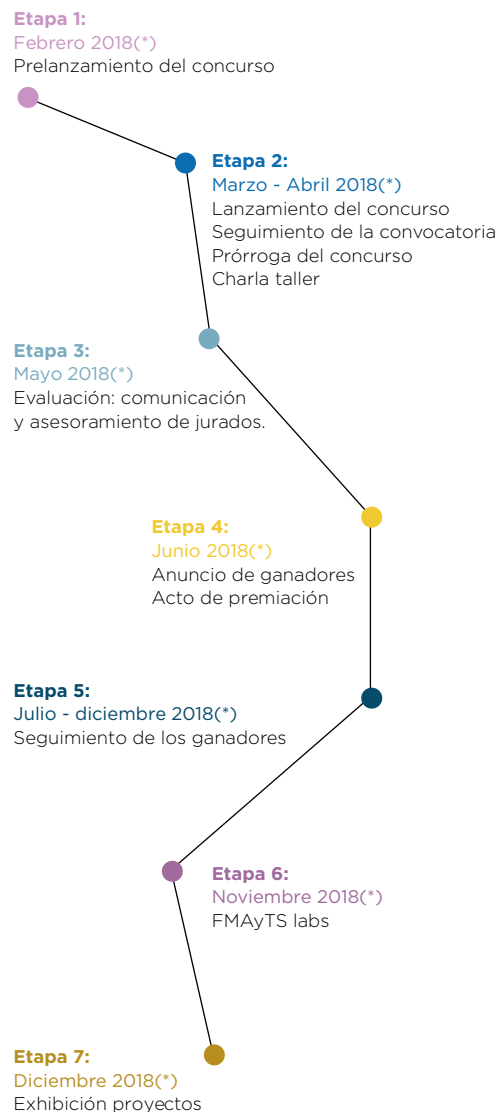 Etapa 1:
Febrero 2018(*)
Prelanzamiento del concurso
Etapa 2:
Marzo - Abril 2018(*)
Lanzamiento del concurso
Seguimiento de la convocatoria
Prórroga del concurso
Charla taller
Etapa 3:
Mayo 2018(*)
Evaluación: comunicación
y asesoramiento de jurados.
Etapa 4:
Junio 2018(*)
Anuncio de ganadores
Acto de premiación
Etapa 5:
Julio - diciembre 2018(*)
Seguimiento de los ganadores
Etapa 6:
Noviembre 2018(*)
FMAyTS labs
Etapa 7:
Diciembre 2018(*)
Exhibición proyectos